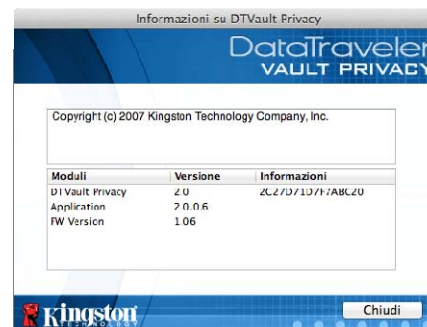 Informazioni su DTVault Privacy
DataTraveler
VAULT PRIVACY
Copyright (c) 2007 Kingston Technology Company, Inc.
Moduli Versione Informazioni
DTVault Privacy 2.0
Application 2.0.0.6
FW Version 1.06
Kingston
TECHNOLOGY
Chiudi